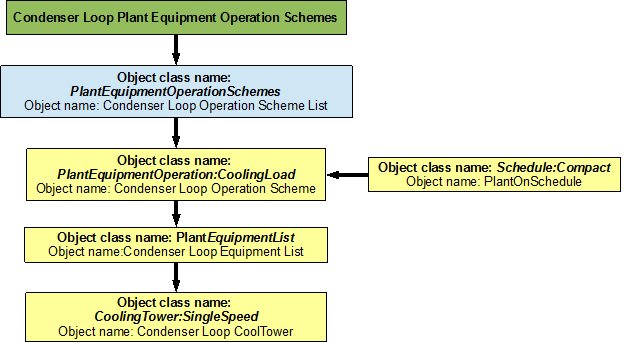 Condenser Loop Plant Equipment Operation Schemes
Object class name:
PlantEquipmentOperationSchemes
Object name: Condenser Loop Operation Scheme List
Object class name:
PlantEquipmentOperation:CoolingLoad
Object name: Condenser Loop Operation Scheme
Object class name: Schedule:Compact
Object name: PlantOnSchedule
Object class name: PlantEquipmentList
Object name:Condenser Loop Equipment List
Object class name:
CoolingTower:SingleSpeed
Object name: Condenser Loop CoolTower